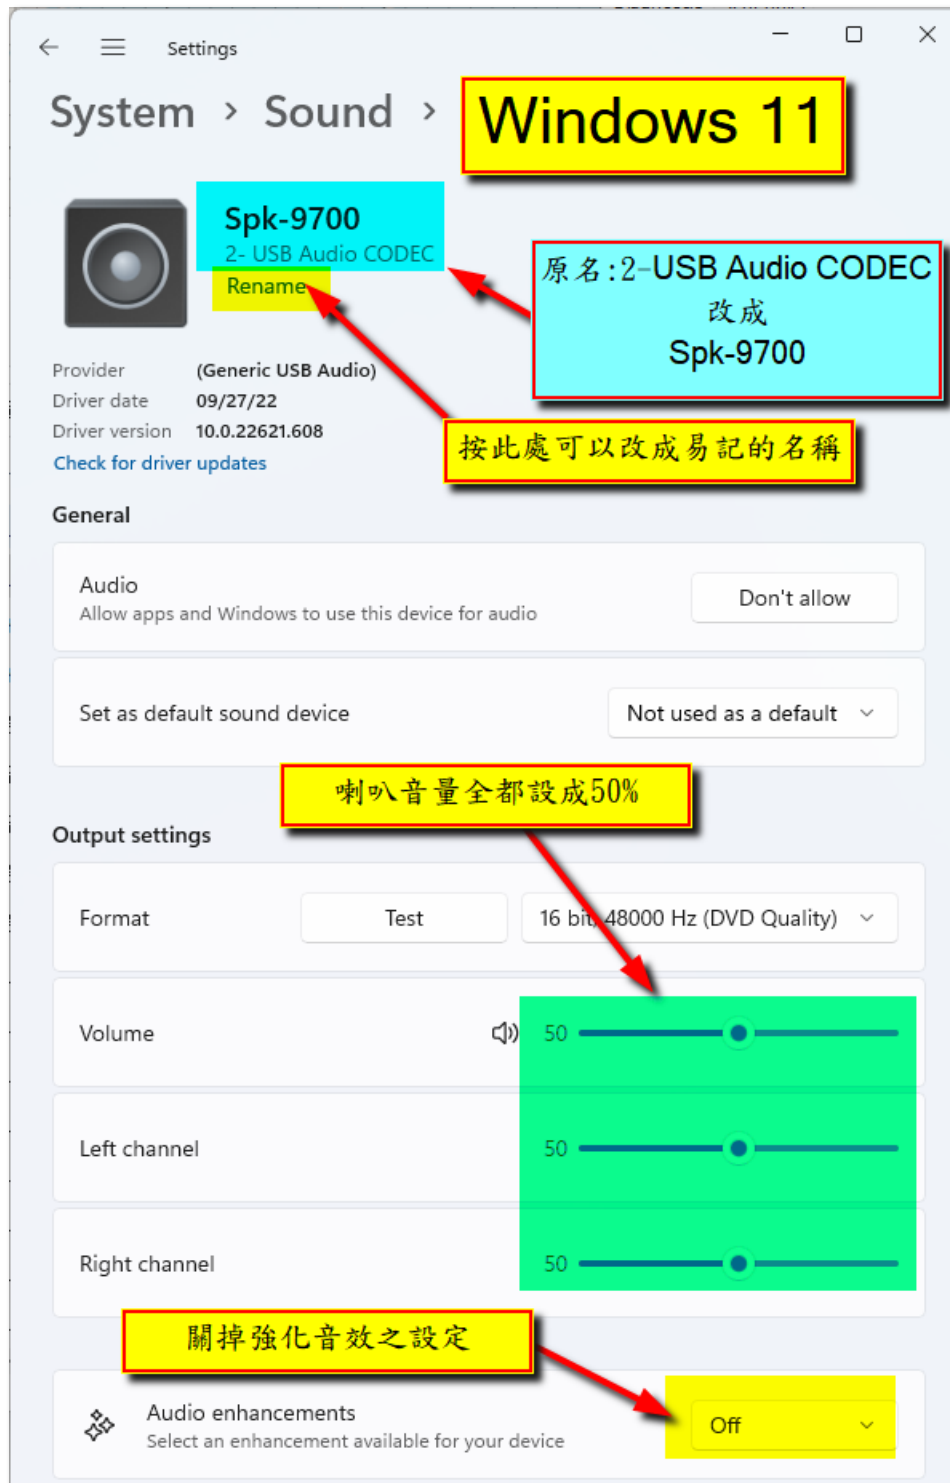 Settings
System > Sound >
Windows 11
Spk-9700
2- USB Audio CODEC
Rename
原名:2-USB Audio CODEC
改成
Spk-9700
Provider (Generic USB Audio)
Driver date 09/27/22
Driver version 10.0.22621.608
Check for driver updates
按此處可以改成易記的名稱
General
Audio
Allow apps and Windows to use this device for audio
Don't allow
Set as default sound device
Not used as a default
喇叭音量全都設成50%
Output settings
Format
Test
16 bit, 48000 Hz (DVD Quality)
Volume
50
Left channel
50
Right channel
50
關掉強化音效之設定
Audio enhancements
Select an enhancement available for your device
Off